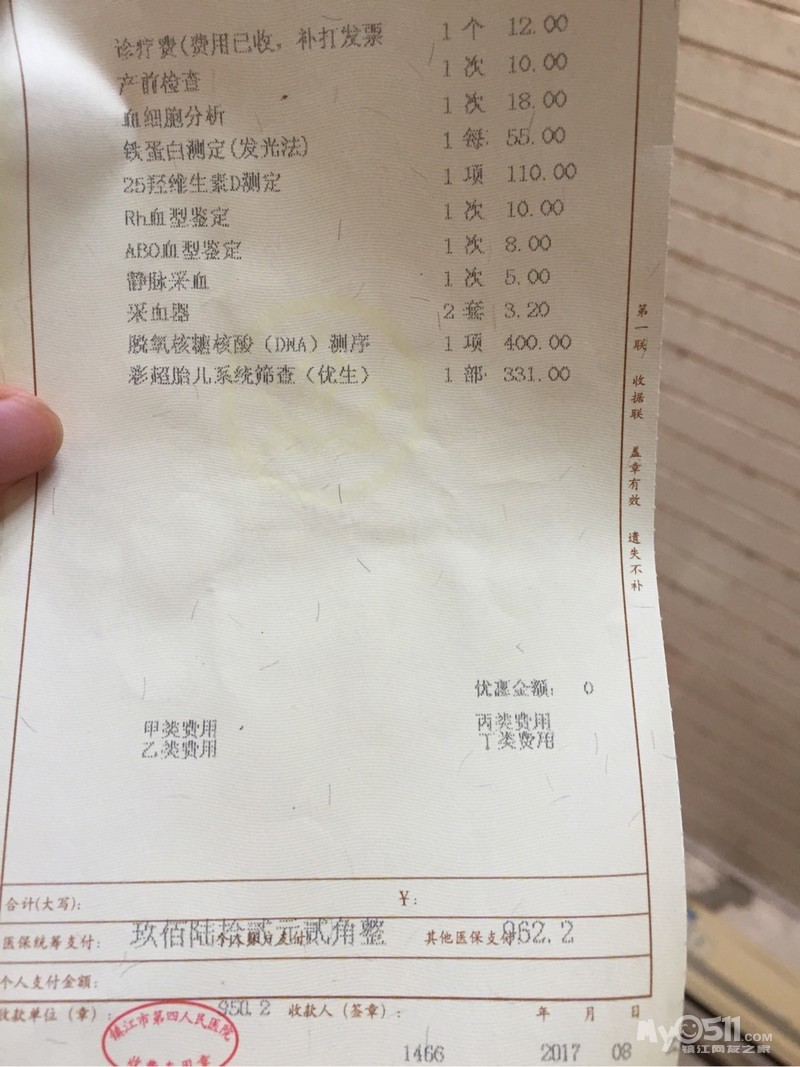 诊疗费(费用已收，补打发票 1 个 12.00
产前检查 1 次 10.00
血细胞分析 1 次 18.00
铁蛋白测定(发光法) 1 每 55.00
25羟维生素D测定 1 项 110.00
Rh血型鉴定 1 次 10.00
ABO血型鉴定 1 次 8.00
静脉采血 1 次 5.00
采血器 2 套 3.20
脱氧核糖核酸（DNA）测序 1 项 400.00
彩超胎儿系统筛查（优生） 1 部 331.00
第一联 收据联 盖章有效 遗失不补
优惠金额： 0
甲类费用 丙类费用
乙类费用 丁类费用
合计(大写)： ￥：
玖佰陆拾贰元贰角整 962.2
医保统筹支付： 个人账户支付 其他医保支付：
个人支付金额：
950.2
收款单位（章）： 收款人（签章）： 年 月 日
镇江市第四人民医院
收费专用章
1466 2017 08
My0511.COM
镇江网友之家